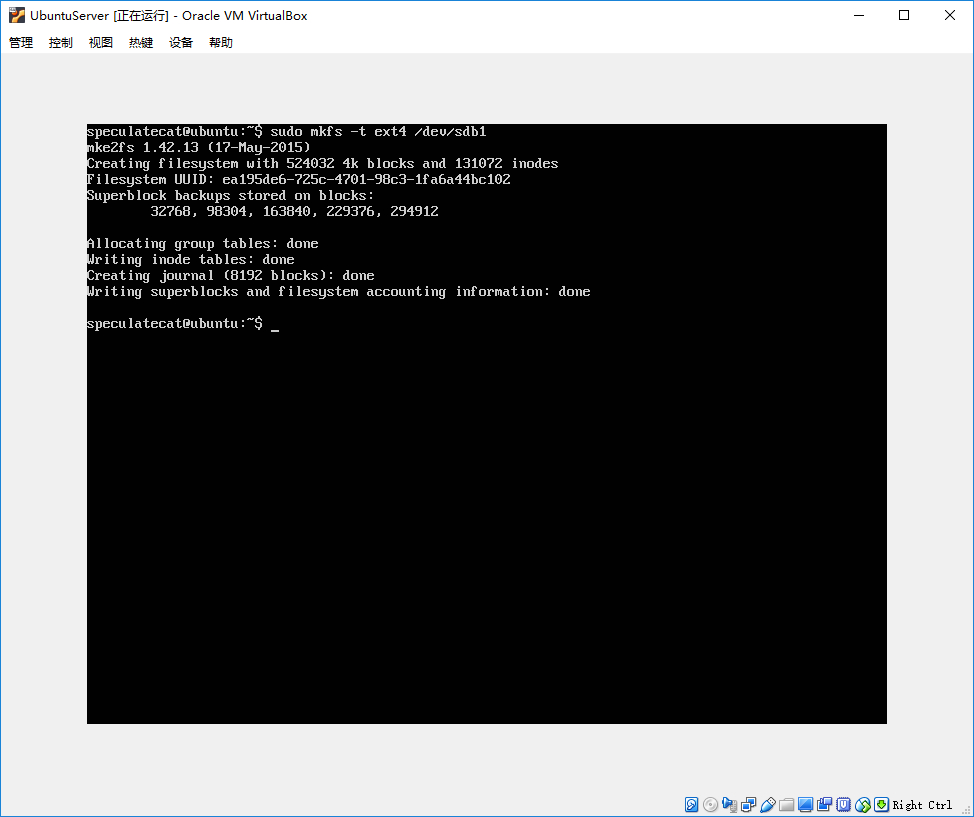 UbuntuServer [正在运行] - Oracle VM VirtualBox
管理 控制 视图 热键 设备 帮助
speculatecat@ubuntu:~$ sudo mkfs -t ext4 /dev/sdb1
mke2fs 1.42.13 (17-May-2015)
Creating filesystem with 524032 4k blocks and 131072 inodes
Filesystem UUID: ea195de6-725c-4701-98c3-1fa6a44bc102
Superblock backups stored on blocks:
32768, 98304, 163840, 229376, 294912
Allocating group tables: done
Writing inode tables: done
Creating journal (8192 blocks): done
Writing superblocks and filesystem accounting information: done
speculatecat@ubuntu:~$ _
Right Ctrl